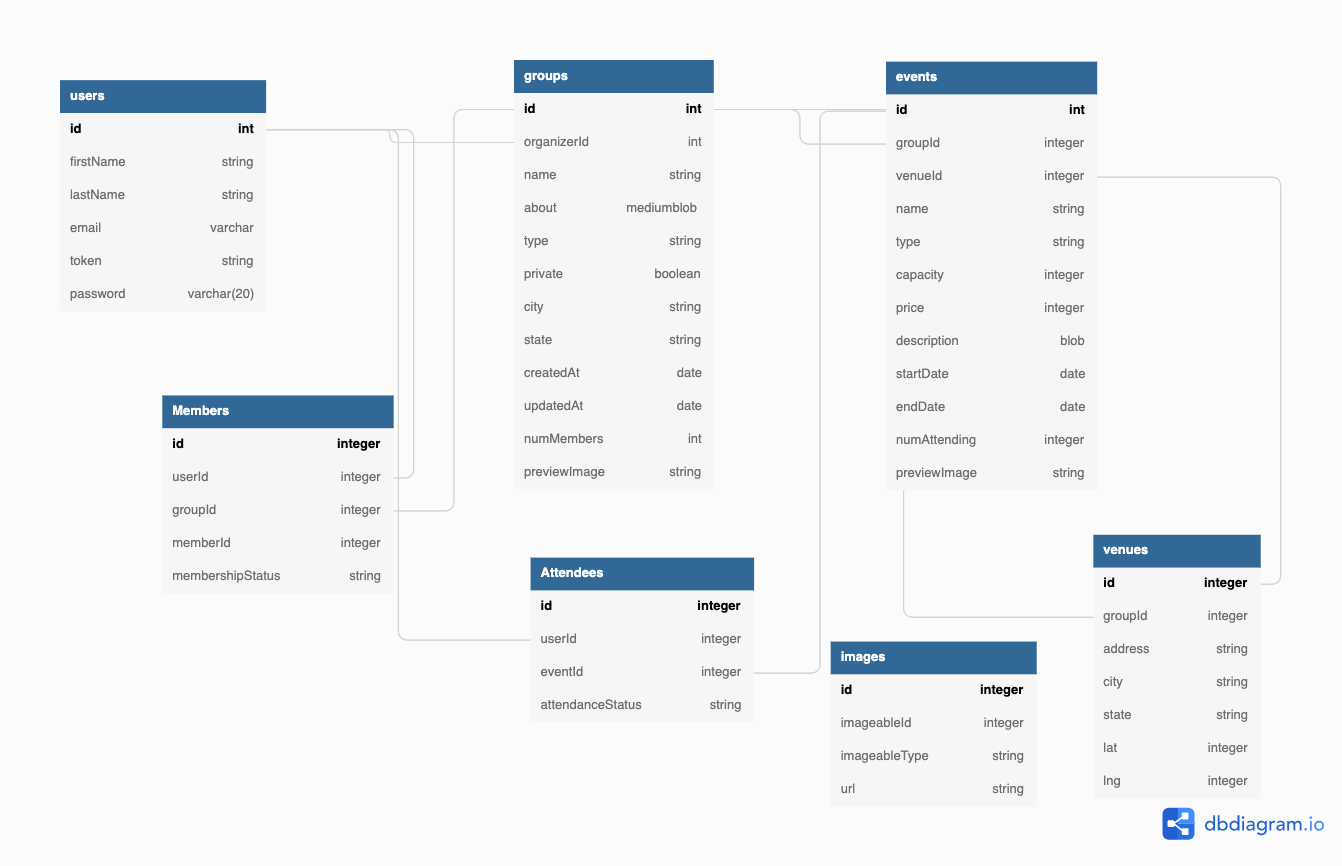 users
id int
firstName string
lastName string
email varchar
token string
password varchar(20)
groups
id int
organizerId int
name string
about mediumblob
type string
private boolean
city string
state string
createdAt date
updatedAt date
numMembers int
previewImage string
events
id int
groupId integer
venueId integer
name string
type string
capacity integer
price integer
description blob
startDate date
endDate date
numAttending integer
previewImage string
Members
id integer
userId integer
groupId integer
memberId integer
membershipStatus string
Attendees
id integer
userId integer
eventId integer
attendanceStatus string
images
id integer
imageableId integer
imageableType string
url string
venues
id integer
groupId integer
address string
city string
state string
lat integer
lng integer
dbdiagram.io